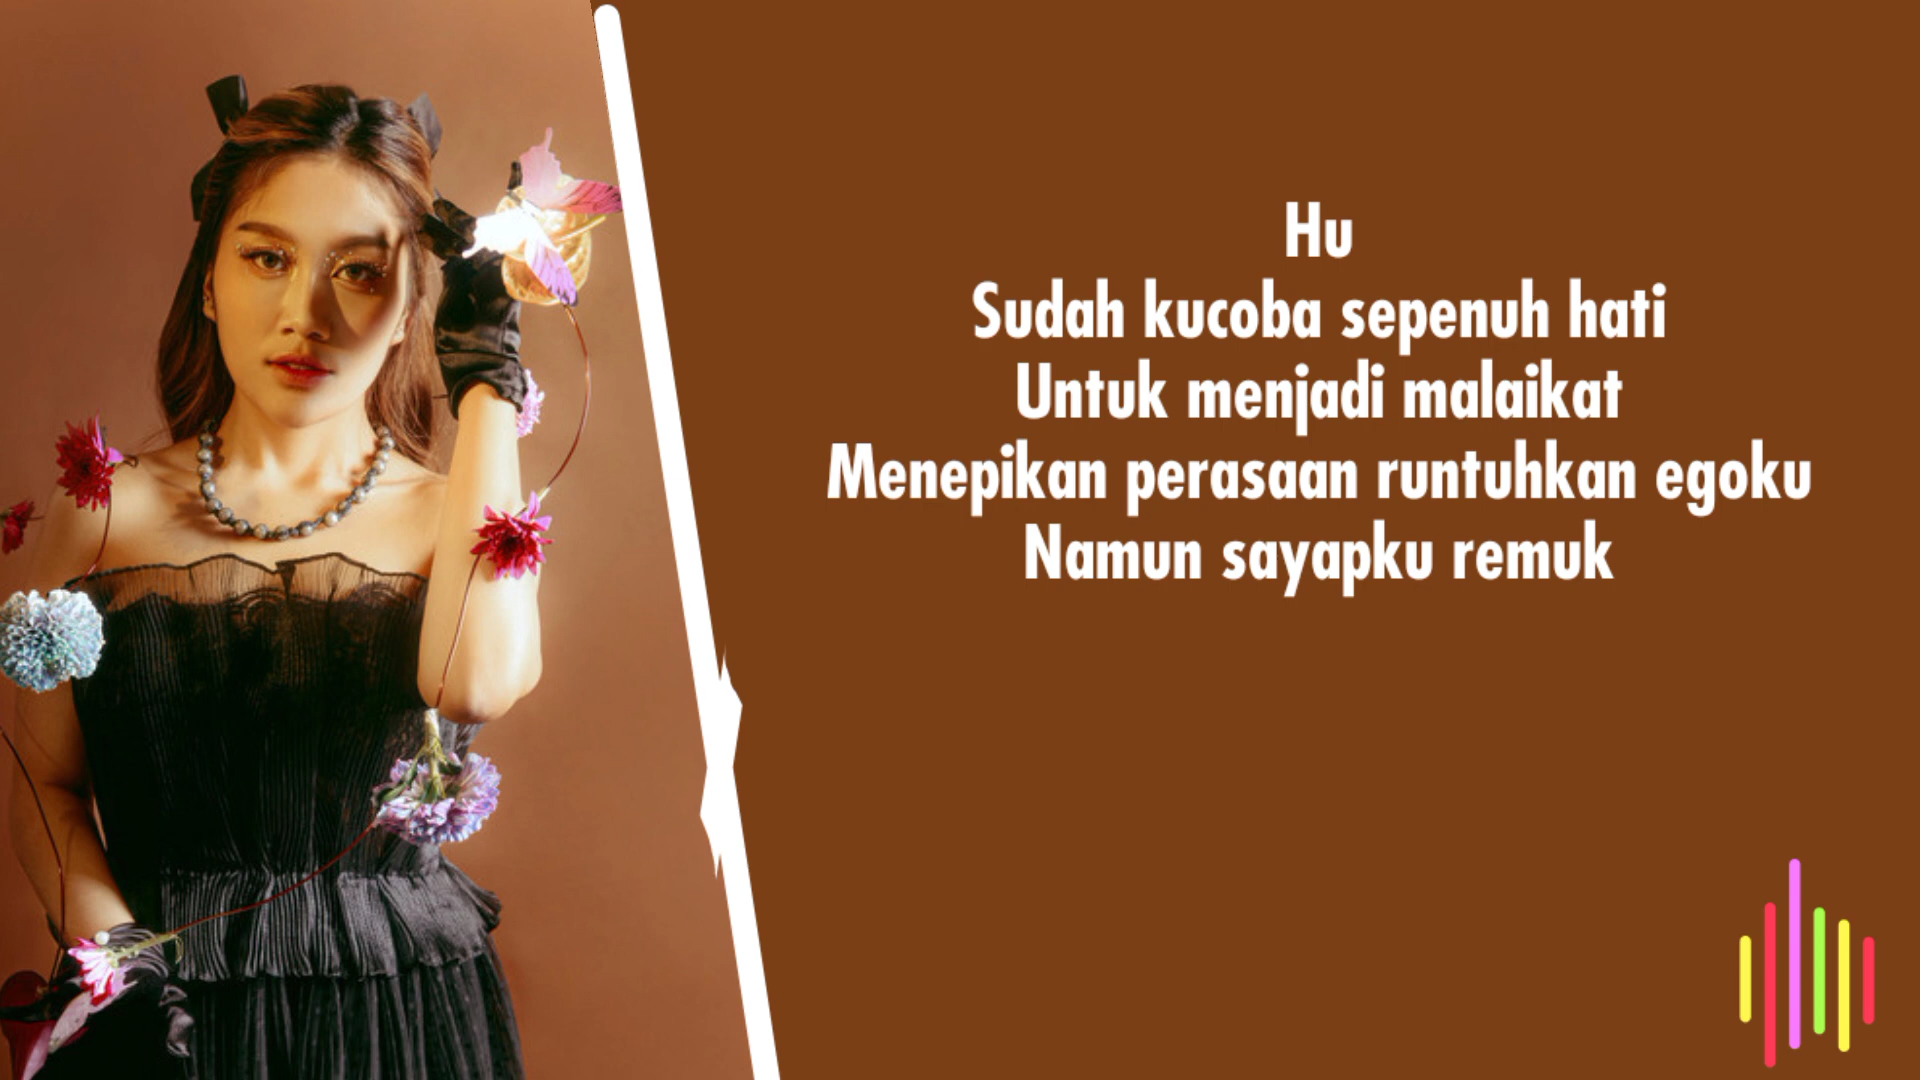 Hu
Sudah kucoba sepenuh hati
Untuk menjadi malaikat
Menepikan perasaan runtuhkan egoku
Namun sayapku remuk